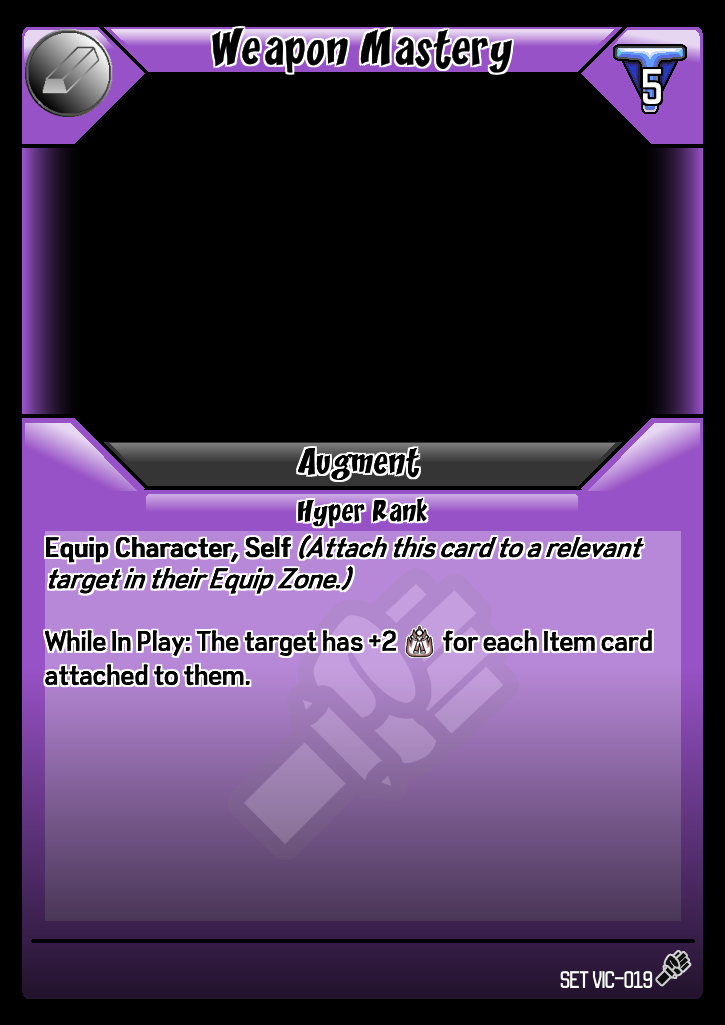 Weapon Mastery
5
Augment
Hyper Rank
Equip Character, Self (Attach this card to a relevant
target in their Equip Zone.)
While In Play: The target has +2 for each Item card
attached to them.
SET VIC-019